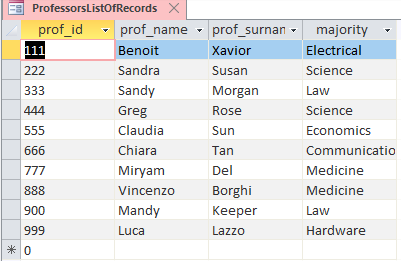 ProfessorsListOfRecords
prof_id prof_name prof_surnam majority
111 Benoit Xavior Electrical
222 Sandra Susan Science
333 Sandy Morgan Law
444 Greg Rose Science
555 Claudia Sun Economics
666 Chiara Tan Communicatio
777 Miryam Del Medicine
888 Vincenzo Borghi Medicine
900 Mandy Keeper Law
999 Luca Lazzo Hardware
0